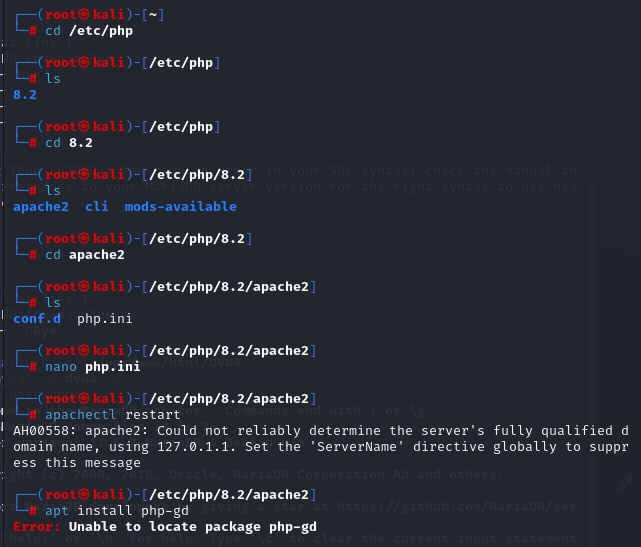 ┌──(root㉿kali)-[~]
└─# cd /etc/php
┌──(root㉿kali)-[/etc/php]
└─# ls
8.2
┌──(root㉿kali)-[/etc/php]
└─# cd 8.2
┌──(root㉿kali)-[/etc/php/8.2]
└─# ls
apache2  cli  mods-available
┌──(root㉿kali)-[/etc/php/8.2]
└─# cd apache2
┌──(root㉿kali)-[/etc/php/8.2/apache2]
└─# ls
conf.d  php.ini
┌──(root㉿kali)-[/etc/php/8.2/apache2]
└─# nano php.ini
┌──(root㉿kali)-[/etc/php/8.2/apache2]
└─# apachectl restart
AH00558: apache2: Could not reliably determine the server's fully qualified d
omain name, using 127.0.1.1. Set the 'ServerName' directive globally to suppr
ess this message
┌──(root㉿kali)-[/etc/php/8.2/apache2]
└─# apt install php-gd
Error: Unable to locate package php-gd